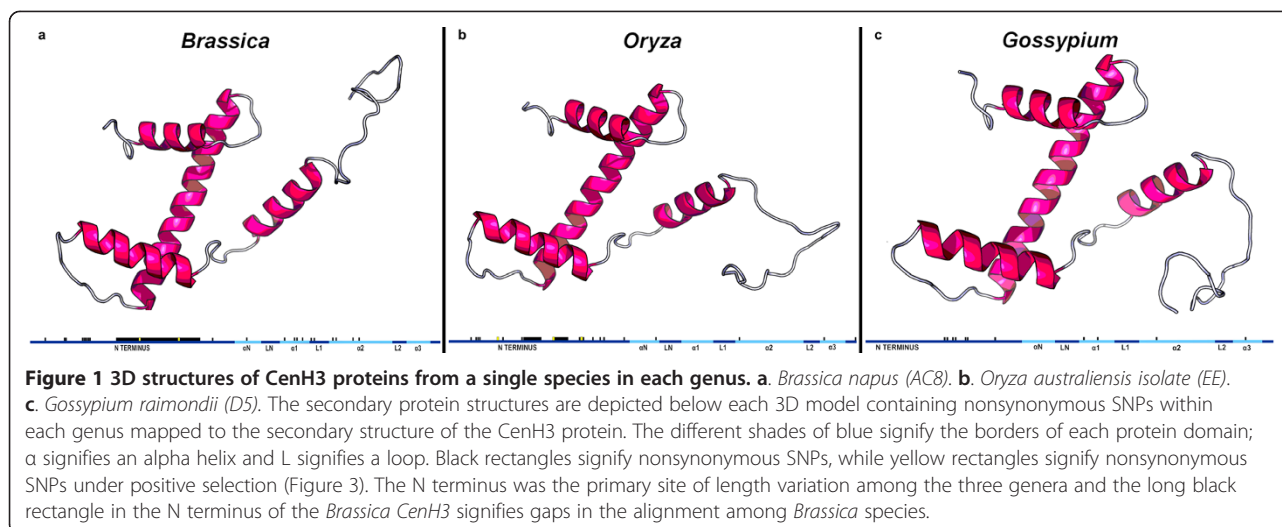 a
Brassica
b
Oryza
c
Gossypium
N TERMINUS αN LN α1 L1 α2 L2 α3
N TERMINUS αN LN α1 L1 α2 L2 α3
N TERMINUS αN LN α1 L1 α2 L2 α3
Figure 1 3D structures of CenH3 proteins from a single species in each genus. a. Brassica napus (AC8). b. Oryza australiensis isolate (EE).
c. Gossypium raimondii (D5). The secondary protein structures are depicted below each 3D model containing nonsynonymous SNPs within
each genus mapped to the secondary structure of the CenH3 protein. The different shades of blue signify the borders of each protein domain;
α signifies an alpha helix and L signifies a loop. Black rectangles signify nonsynonymous SNPs, while yellow rectangles signify nonsynonymous
SNPs under positive selection (Figure 3). The N terminus was the primary site of length variation among the three genera and the long black
rectangle in the N terminus of the Brassica CenH3 signifies gaps in the alignment among Brassica species.